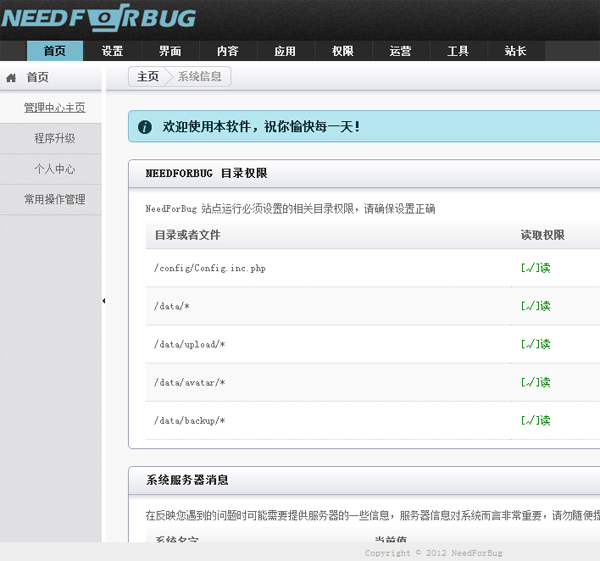 NEEDFORBUG
首页 设置 界面 内容 应用 权限 运营 工具 站长
首页
管理中心主页
程序升级
个人中心
常用操作管理
主页 系统信息
欢迎使用本软件，祝你愉快每一天！
NEEDFORBUG 目录权限
NeedForBug 站点运行必须设置的相关目录权限，请确保设置正确
目录或者文件 读取权限
/config/Config.inc.php [√]读
/data/* [√]读
/data/upload/* [√]读
/data/avatar/* [√]读
/data/backup/* [√]读
系统服务器消息
在反映您遇到的问题时可能需要提供服务器的一些信息，服务器信息对系统而言非常重要，请勿随便
系统名字 当前值
Copyright © 2012 NeedForBug